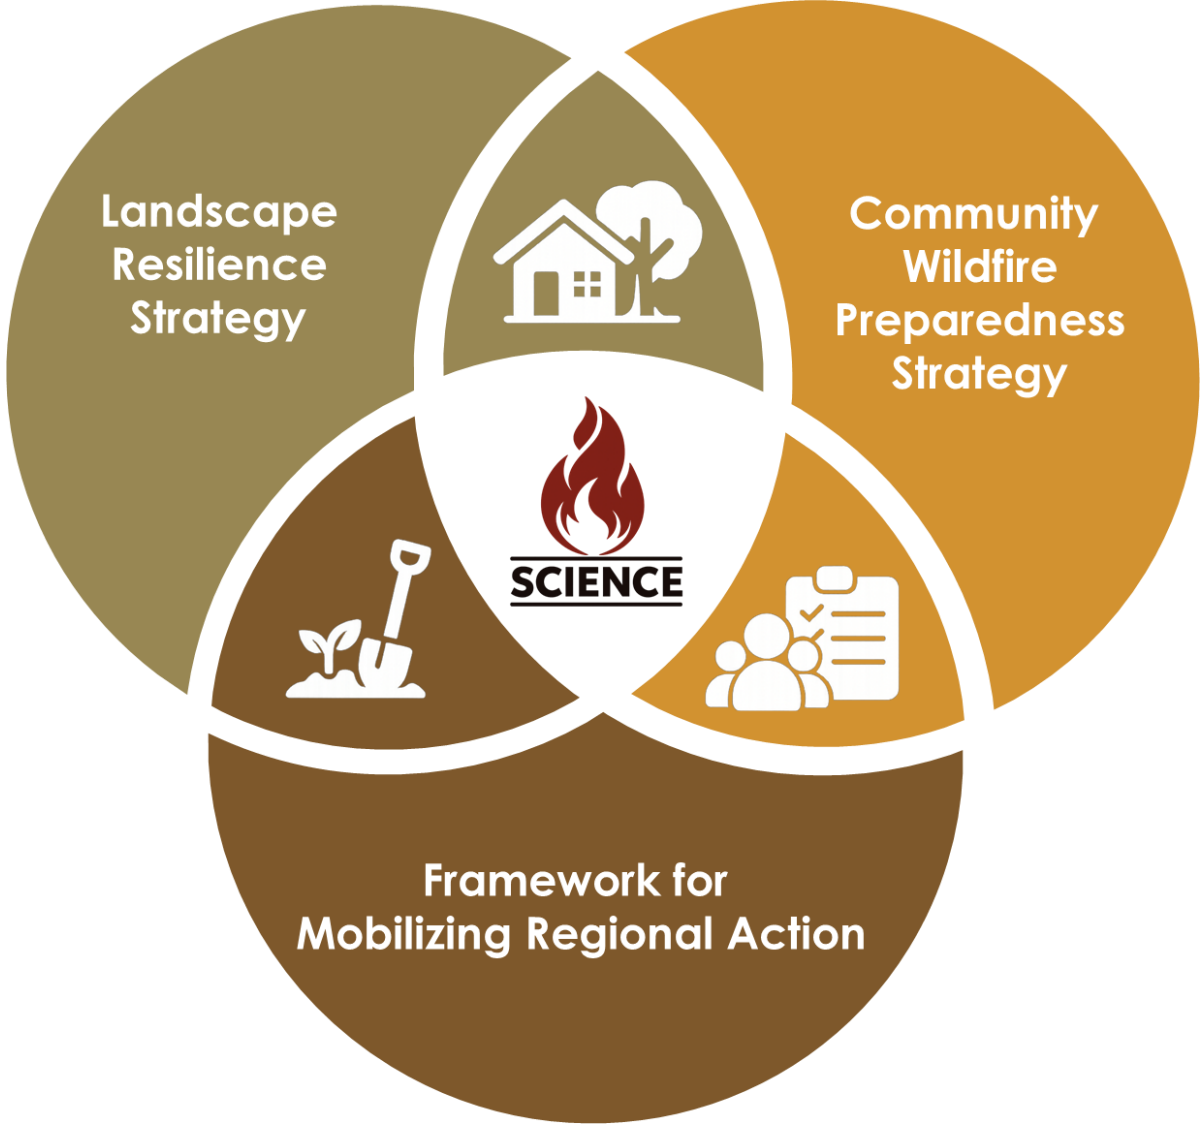 Landscape
Resilience
Strategy
Community
Wildfire
Preparedness
Strategy
SCIENCE
Framework for
Mobilizing Regional Action